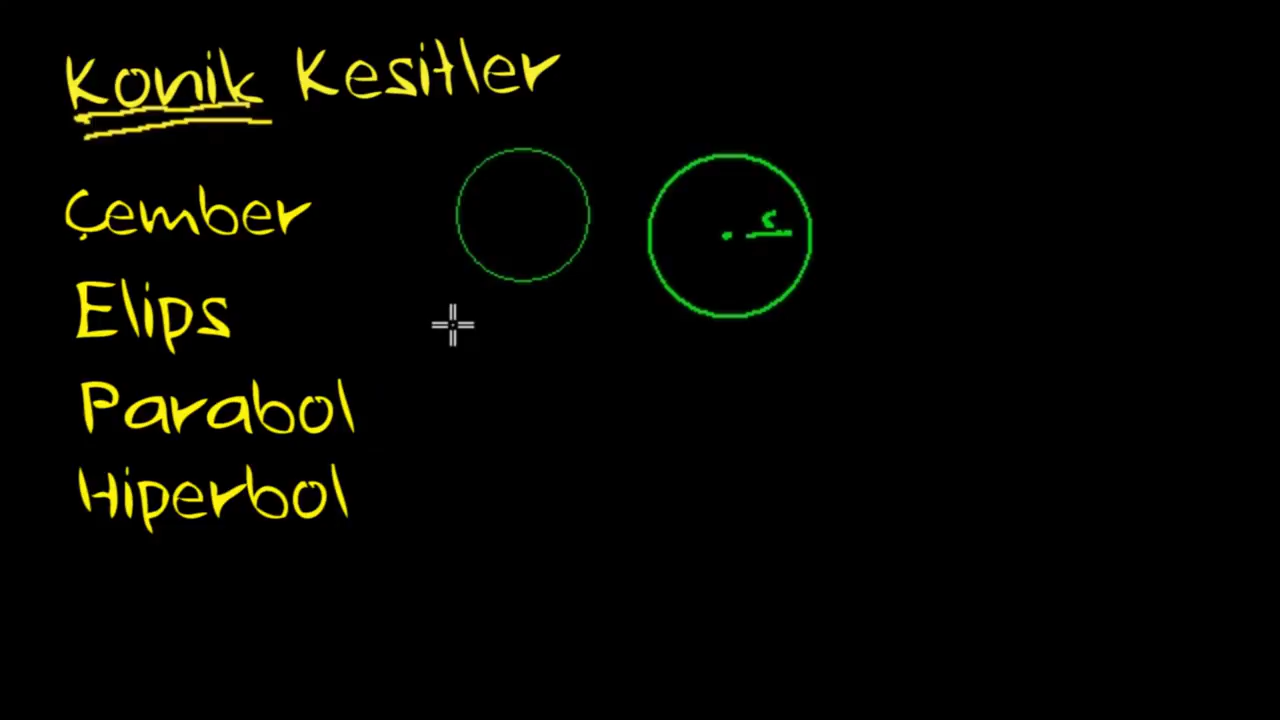 Konik Kesitler
Çember
r
Elips
Parabol
Hiperbol